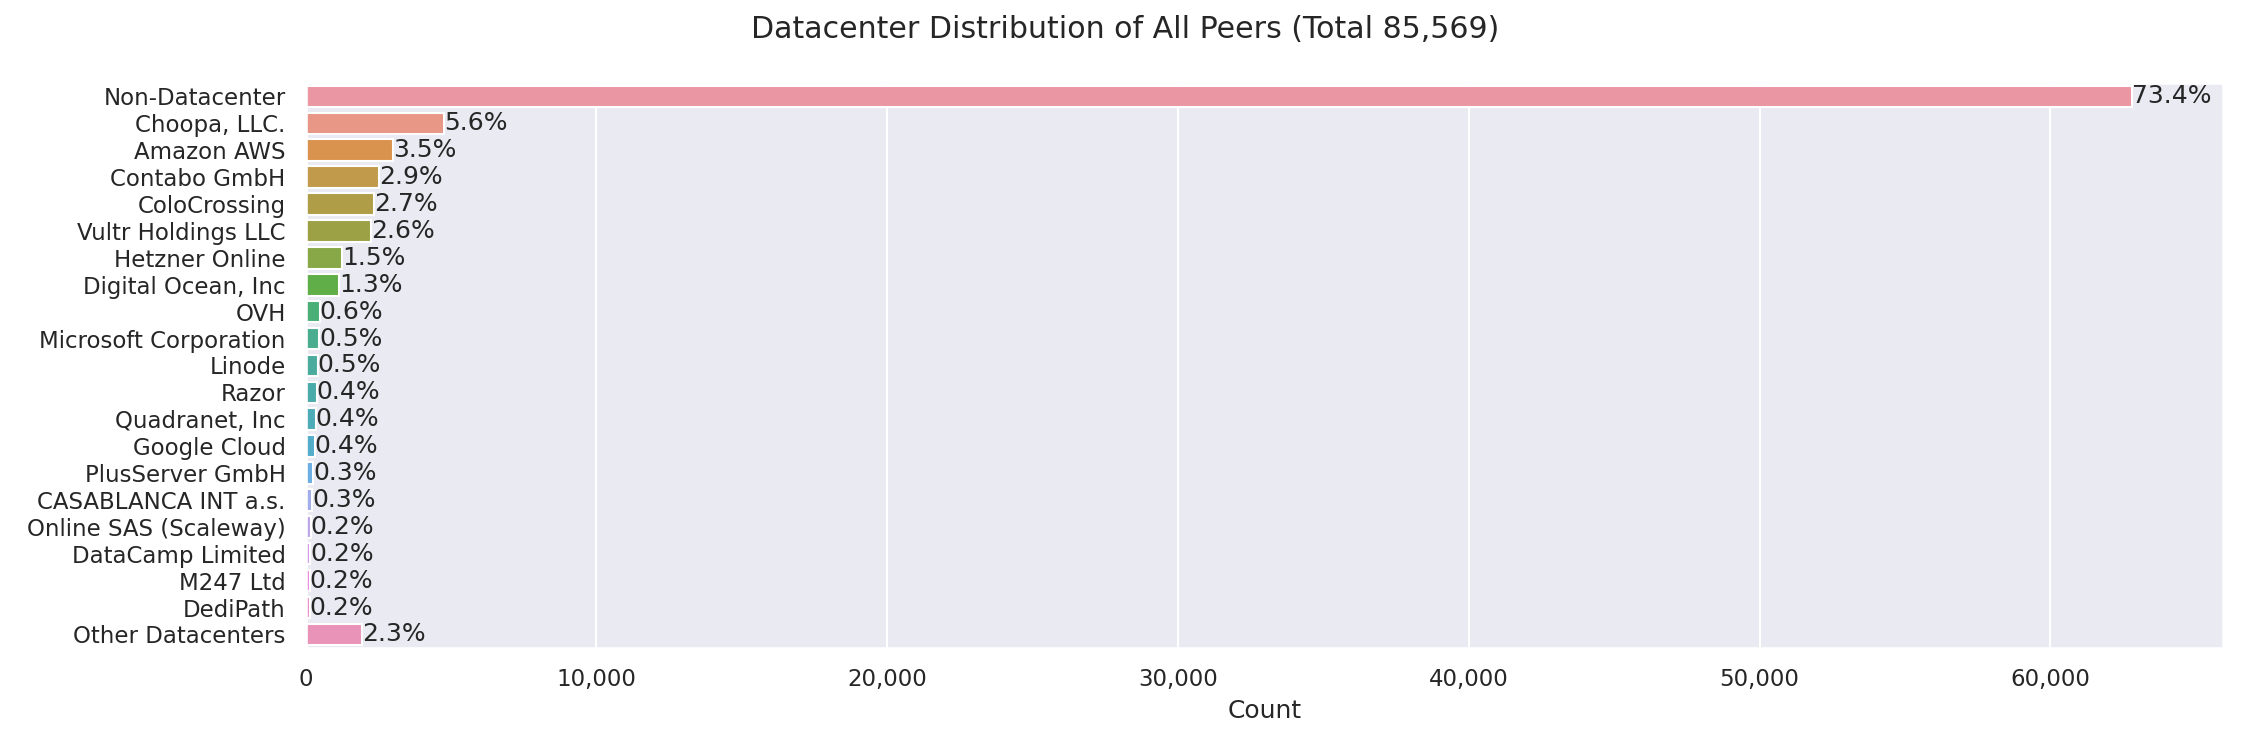 Datacenter Distribution of All Peers (Total 85,569)
Non-Datacenter 73.4%
Choopa, LLC. 5.6%
Amazon AWS 3.5%
Contabo GmbH 2.9%
ColoCrossing 2.7%
Vultr Holdings LLC 2.6%
Hetzner Online 1.5%
Digital Ocean, Inc 1.3%
OVH 0.6%
Microsoft Corporation 0.5%
Linode 0.5%
Razor 0.4%
Quadranet, Inc 0.4%
Google Cloud 0.4%
PlusServer GmbH 0.3%
CASABLANCA INT a.s. 0.3%
Online SAS (Scaleway) 0.2%
DataCamp Limited 0.2%
M247 Ltd 0.2%
DediPath 0.2%
Other Datacenters 2.3%
0 10,000 20,000 30,000 40,000 50,000 60,000
Count